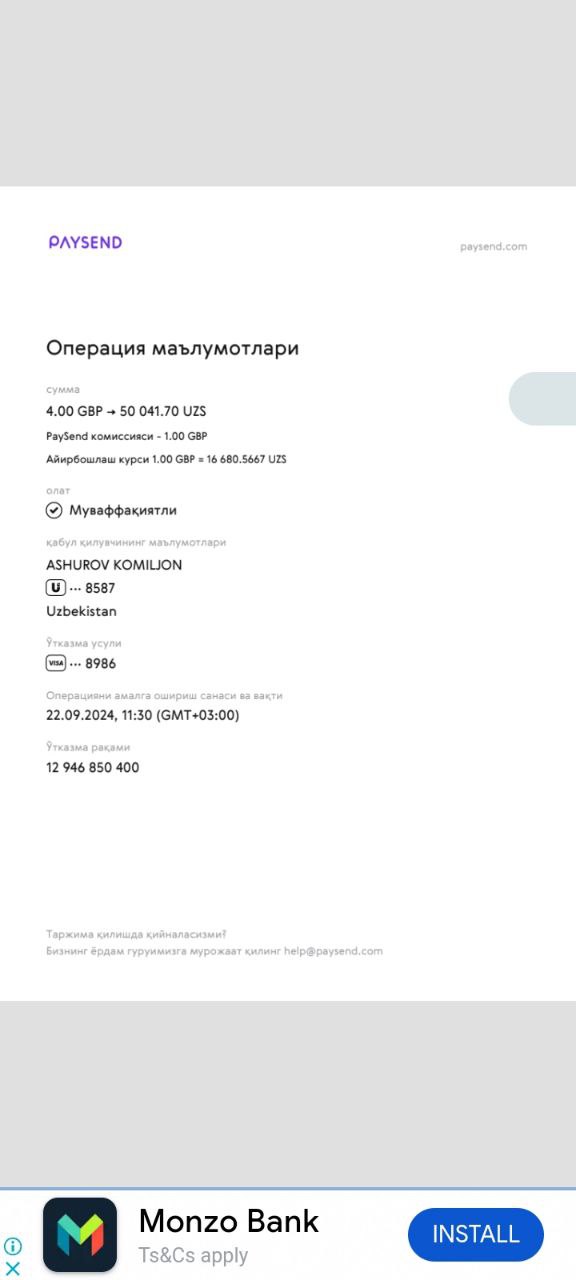 PAYSEND
paysend.com
Операция маълумотлари
сумма
4.00 GBP → 50 041.70 UZS
PaySend комиссияси - 1.00 GBP
Айирбошлаш курси 1.00 GBP = 16 680.5667 UZS
ҳолат
Муваффақиятли
қабул қилувчининг маълумотлари
ASHUROV KOMILJON
··· 8587
Uzbekistan
Ўтказма усули
VISA ··· 8986
Операцияни амалга ошириш санаси ва вақти
22.09.2024, 11:30 (GMT+03:00)
Ўтказма рақами
12 946 850 400
Таржима қилишда қийналасизми?
Бизнинг ёрдам гуруимизга мурожаат қилинг help@paysend.com
Monzo Bank
Ts&Cs apply
INSTALL